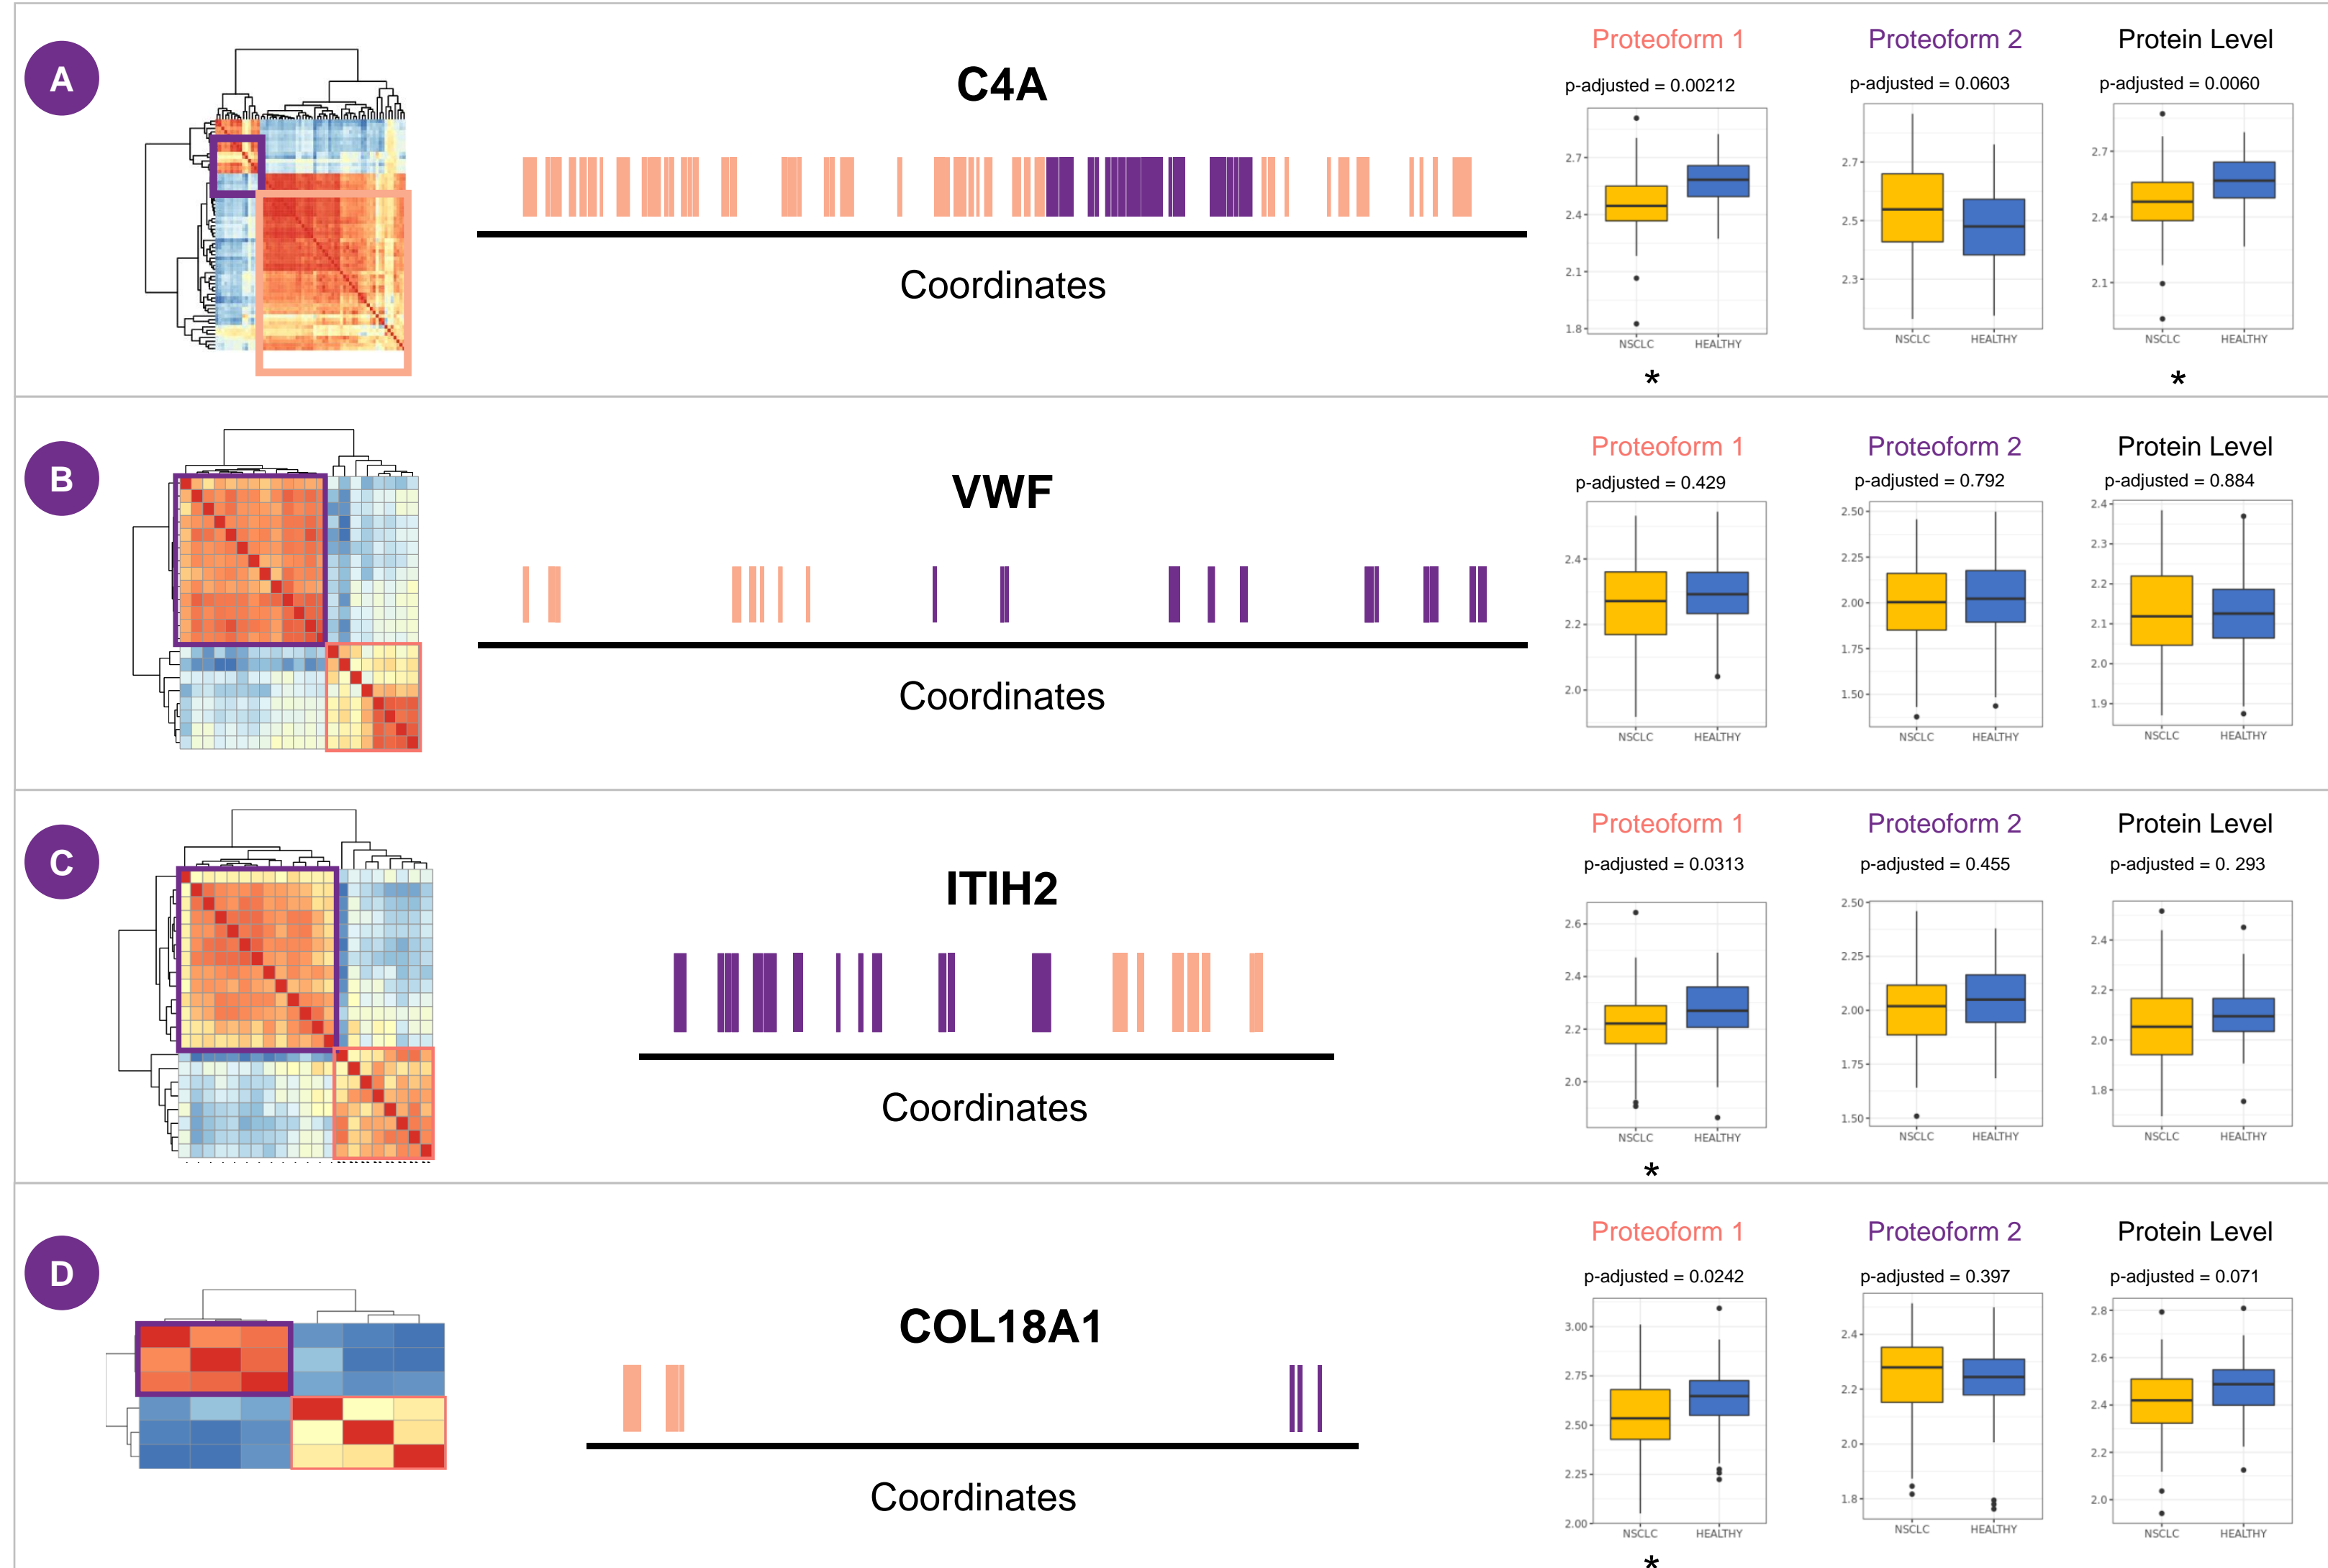 A
C4A
Coordinates
Proteoform 1
p-adjusted = 0.00212
2.7
2.4
2.1
1.8
NSCLC HEALTHY
*
Proteoform 2
p-adjusted = 0.0603
2.7
2.5
2.3
NSCLC HEALTHY
Protein Level
p-adjusted = 0.0060
2.7
2.4
2.1
NSCLC HEALTHY
*
B
VWF
Coordinates
Proteoform 1
p-adjusted = 0.429
2.4
2.2
2.0
NSCLC HEALTHY
Proteoform 2
p-adjusted = 0.792
2.50
2.25
2.00
1.75
1.50
NSCLC HEALTHY
Protein Level
p-adjusted = 0.884
2.4
2.3
2.2
2.1
2.0
1.9
NSCLC HEALTHY
C
ITIH2
Coordinates
Proteoform 1
p-adjusted = 0.0313
2.6
2.4
2.2
2.0
NSCLC HEALTHY
*
Proteoform 2
p-adjusted = 0.455
2.50
2.25
2.00
1.75
1.50
NSCLC HEALTHY
Protein Level
p-adjusted = 0. 293
2.4
2.2
2.0
1.8
NSCLC HEALTHY
D
COL18A1
Coordinates
Proteoform 1
p-adjusted = 0.0242
3.00
2.75
2.50
2.25
2.00
NSCLC HEALTHY
*
Proteoform 2
p-adjusted = 0.397
2.4
2.2
2.0
1.8
NSCLC HEALTHY
Protein Level
p-adjusted = 0.071
2.8
2.6
2.4
2.2
2.0
NSCLC HEALTHY